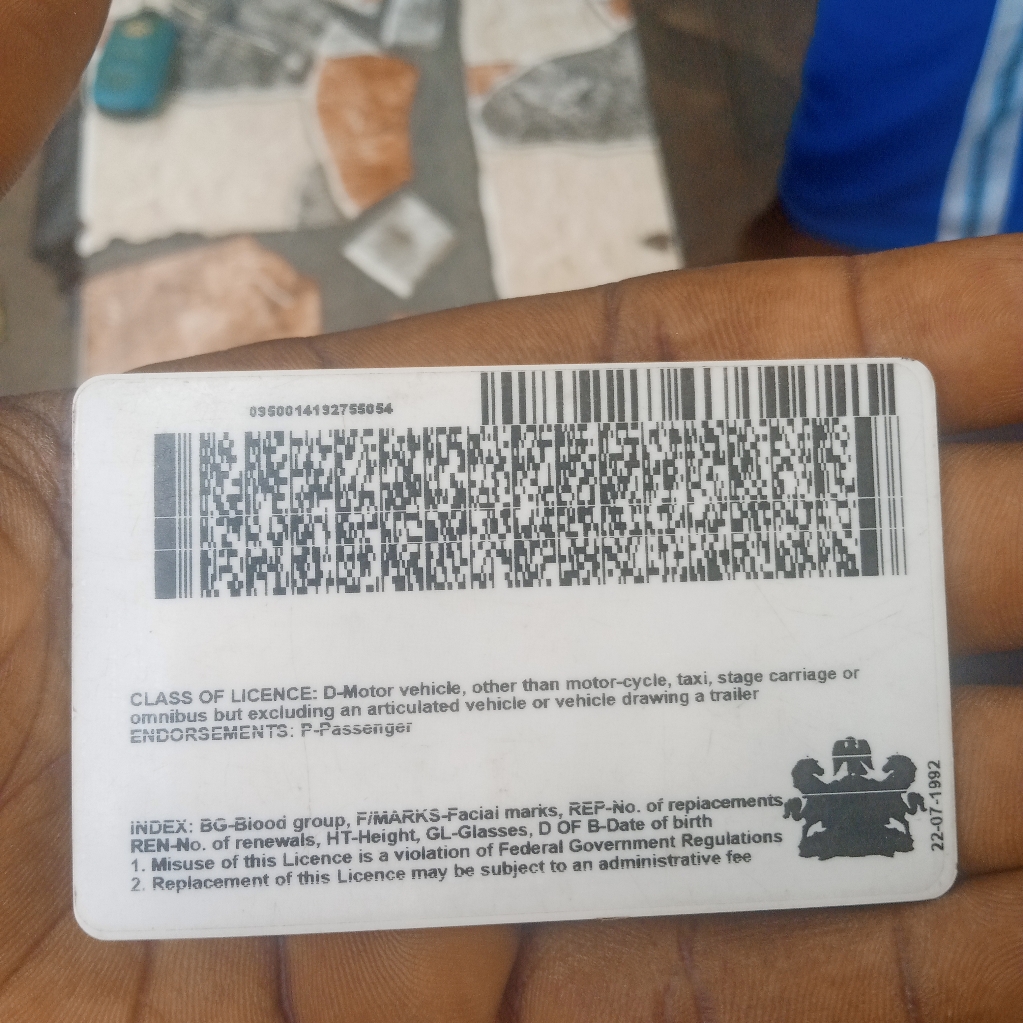 0950014192755054
CLASS OF LICENCE: D-Motor vehicle, other than motor-cycle, taxi, stage carriage or
omnibus but excluding an articulated vehicle or vehicle drawing a trailer
ENDORSEMENTS: P-Passenger
INDEX: BG-Blood group, F/MARKS-Facial marks, REP-No. of replacements
REN-No. of renewals, HT-Height, GL-Glasses, D OF B-Date of birth
1. Misuse of this Licence is a violation of Federal Government Regulations
2. Replacement of this Licence may be subject to an administrative fee
22-07-1992